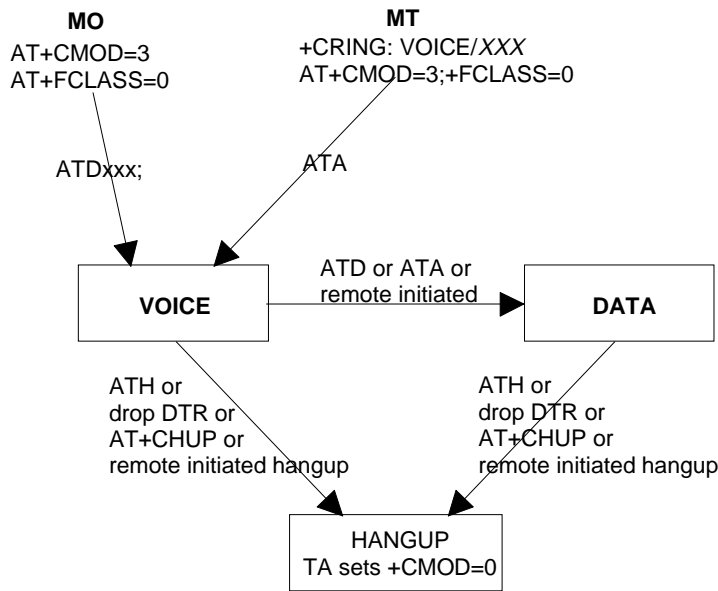 MO
AT+CMOD=3
AT+FCLASS=0
MT
+CRING: VOICE/XXX
AT+CMOD=3;+FCLASS=0
ATDxxx;
ATA
VOICE
ATD or ATA or
remote initiated
DATA
ATH or
drop DTR or
AT+CHUP or
remote initiated hangup
ATH or
drop DTR or
AT+CHUP or
remote initiated hangup
HANGUP
TA sets +CMOD=0